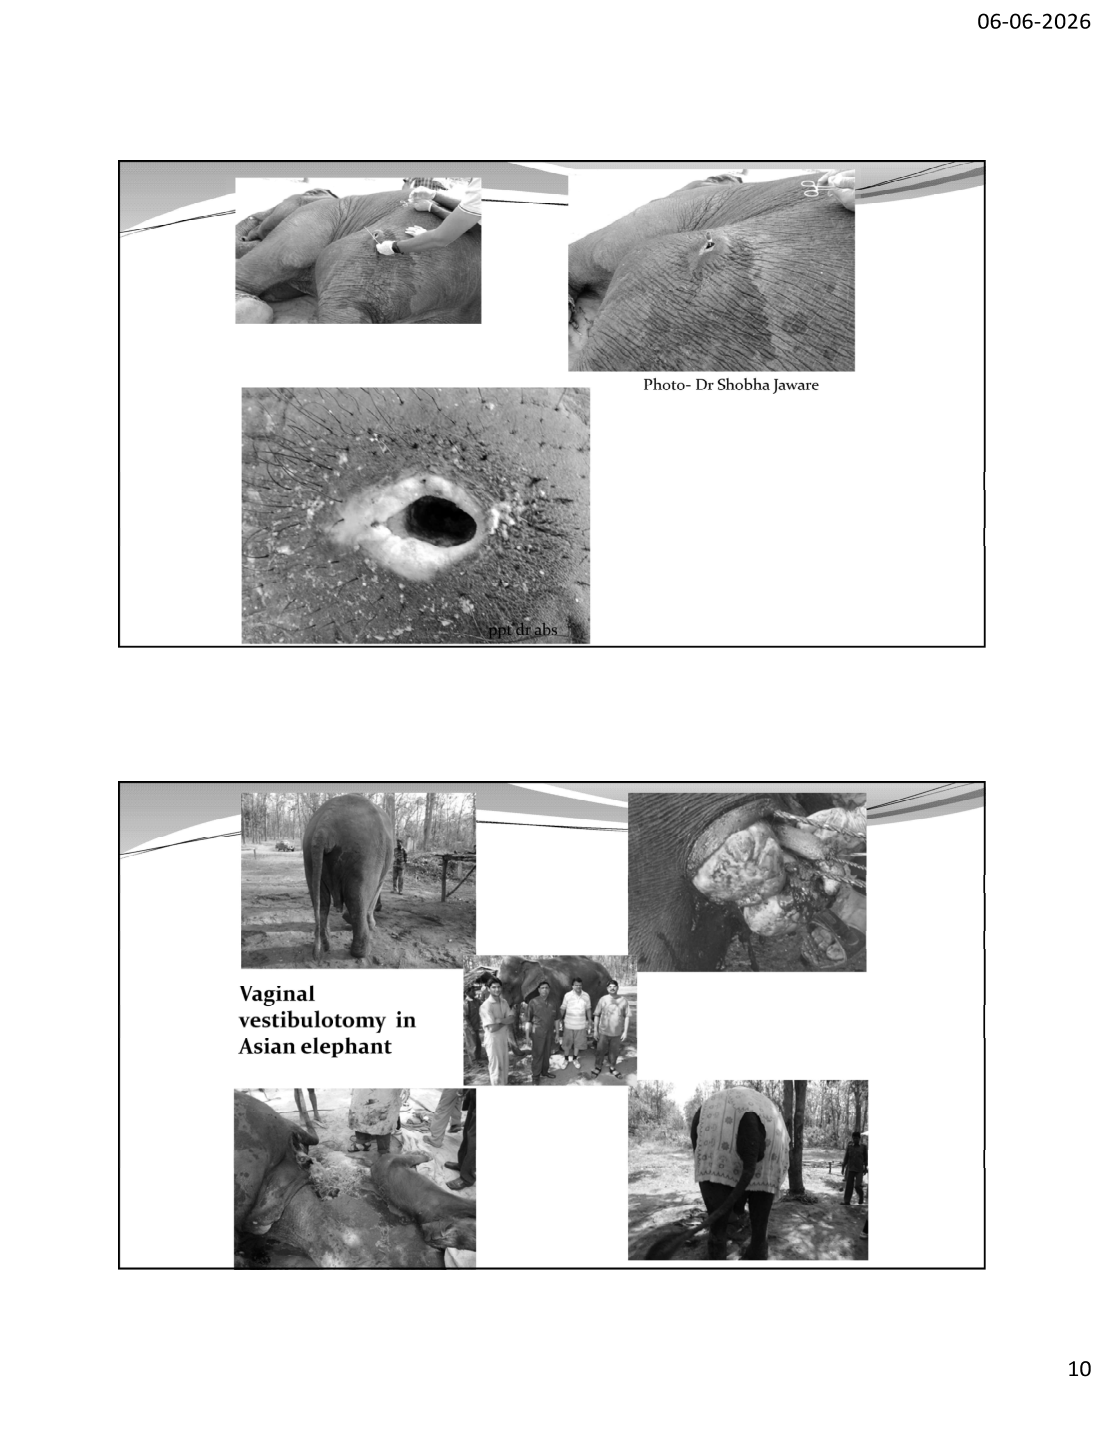 06-06-2026
Photo- Dr Shobha Jaware
ppt dr abs
Vaginal
vestibulotomy in
Asian elephant
10